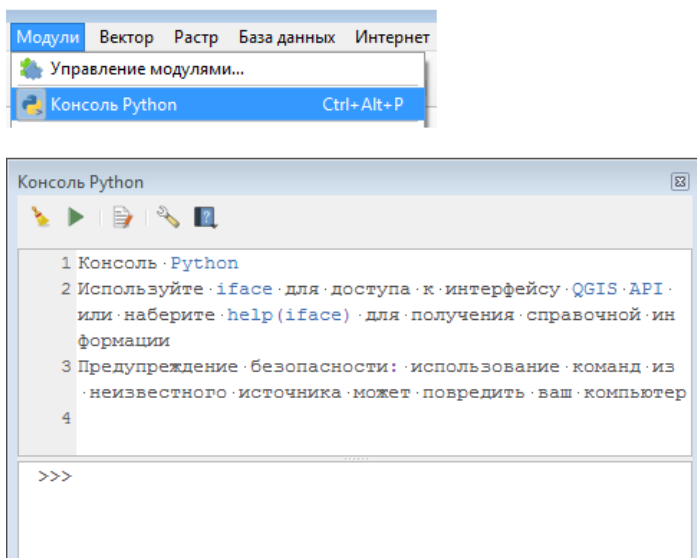 Модули Вектор Растр База данных Интернет
Управление модулями...
Консоль Python Ctrl+Alt+P
Консоль Python
1 Консоль·Python
2 Используйте·iface·для·доступа·к·интерфейсу·QGIS·API·
или·наберите·help(iface)·для·получения·справочной·ин
формации
3 Предупреждение·безопасности:·использование·команд·из
·неизвестного·источника·может·повредить·ваш·компьютер
4
>>>